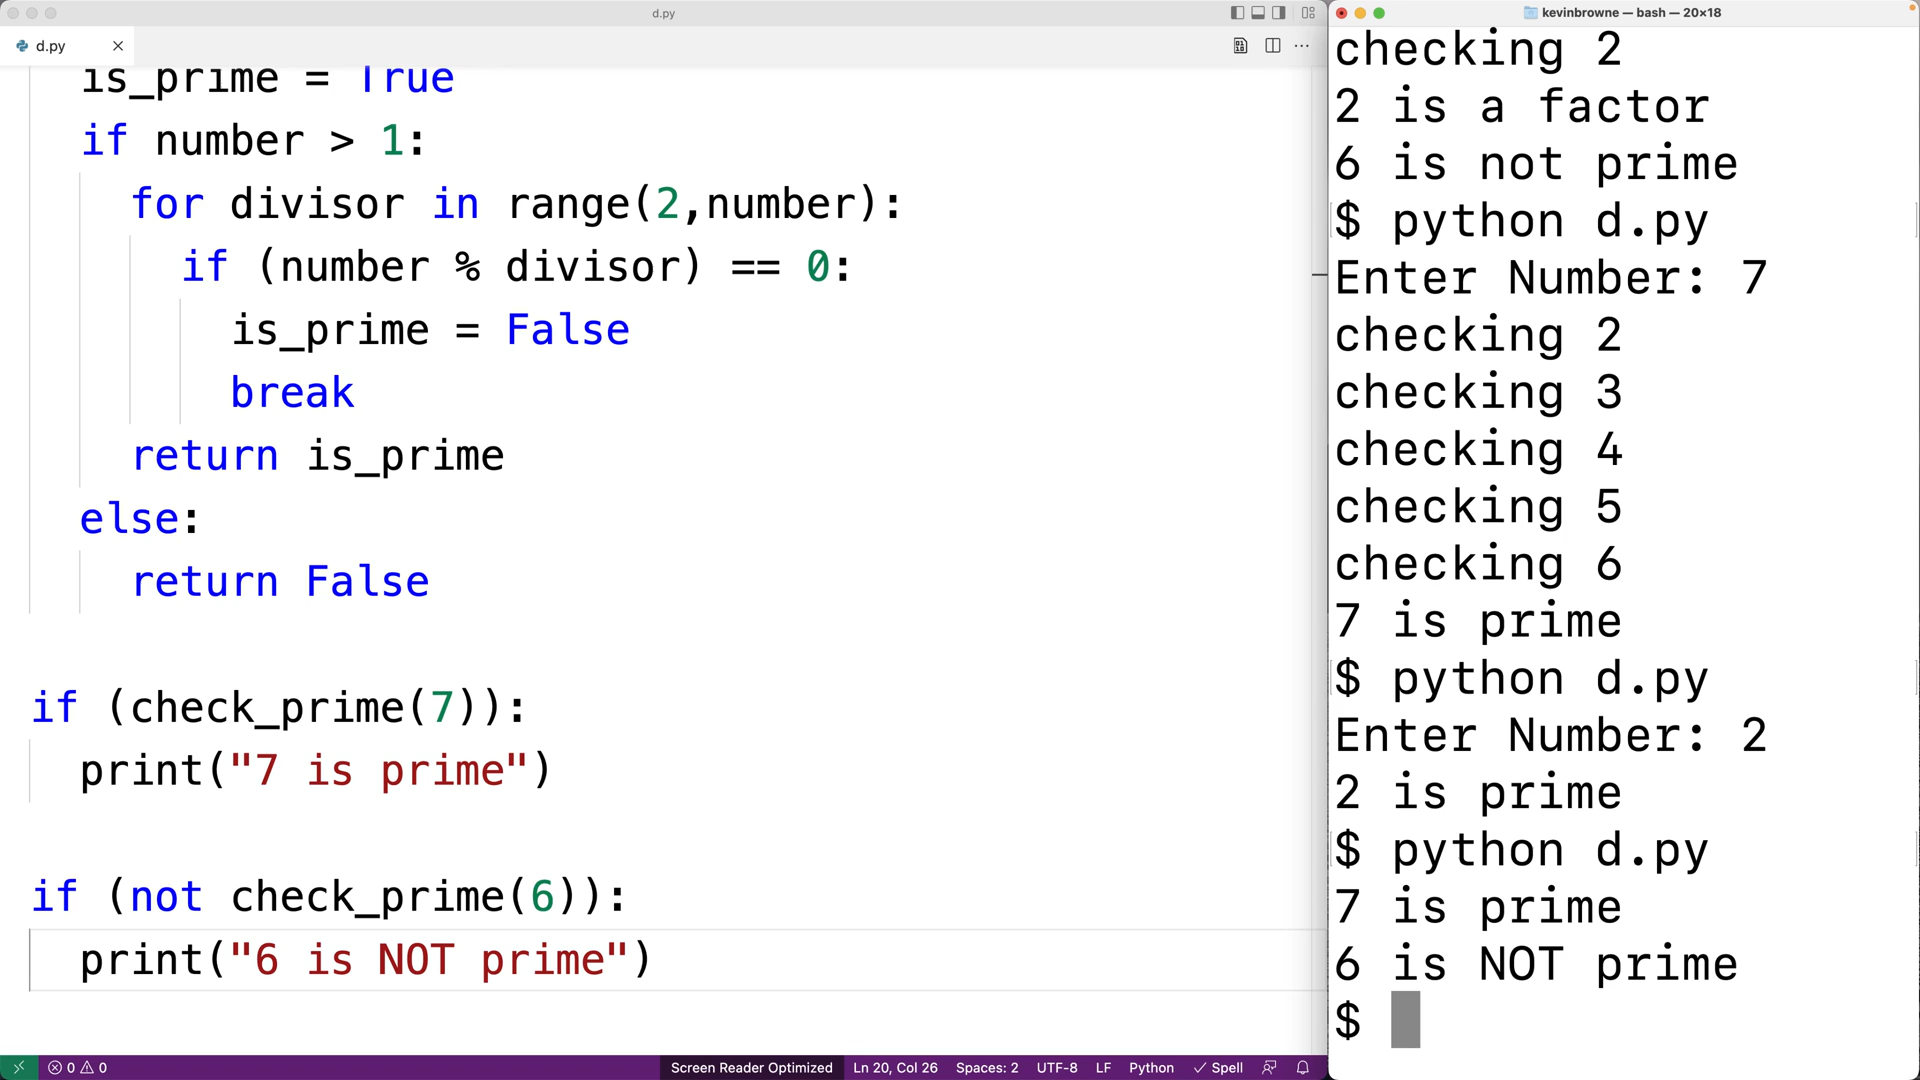 d.py
d.py
is_prime = True
if number > 1:
for divisor in range(2,number):
if (number % divisor) == 0:
is_prime = False
break
return is_prime
else:
return False
if (check_prime(7)):
print("7 is prime")
if (not check_prime(6)):
print("6 is NOT prime")
0 0
Screen Reader Optimized
Ln 20, Col 26
Spaces: 2
UTF-8
LF
Python
Spell
kevinbrowne — bash — 20×18
checking 2
2 is a factor
6 is not prime
$ python d.py
Enter Number: 7
checking 2
checking 3
checking 4
checking 5
checking 6
7 is prime
$ python d.py
Enter Number: 2
2 is prime
$ python d.py
7 is prime
6 is NOT prime
$